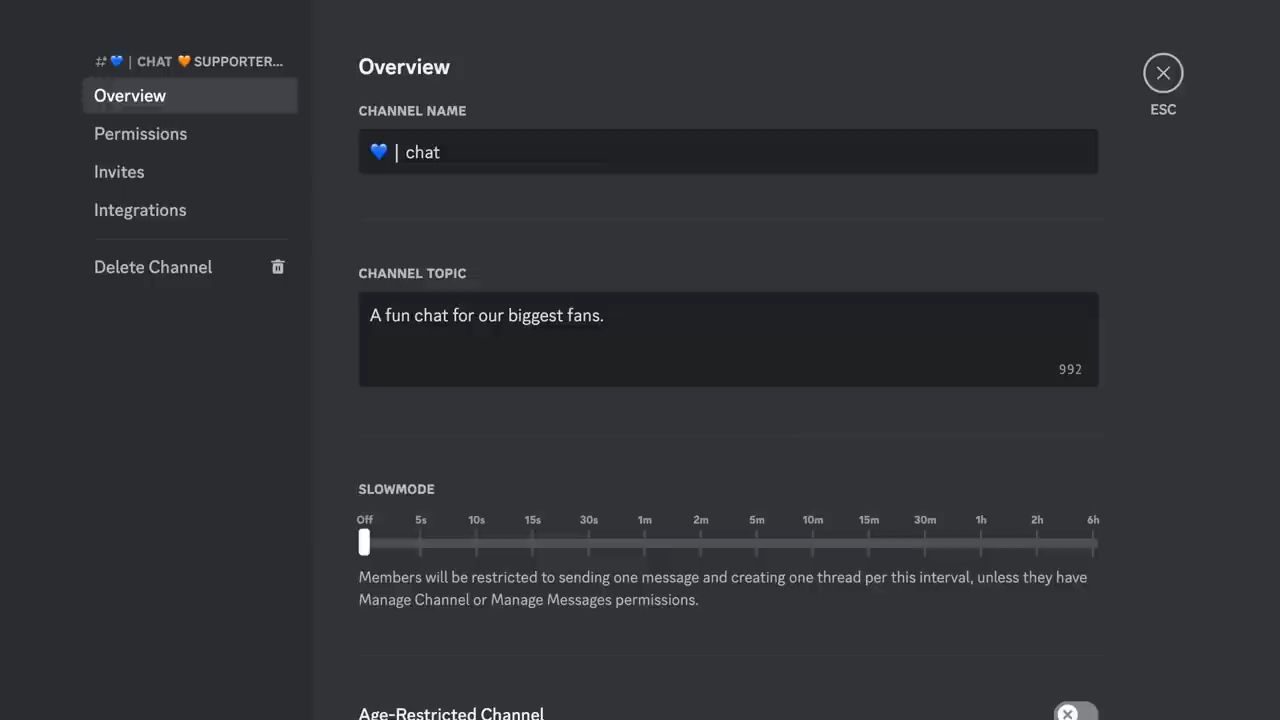 #💙 | CHAT 🧡 SUPPORTER...
Overview
Permissions
Invites
Integrations
Delete Channel
Overview
ESC
CHANNEL NAME
💙 | chat
CHANNEL TOPIC
A fun chat for our biggest fans.
992
SLOWMODE
Off 5s 10s 15s 30s 1m 2m 5m 10m 15m 30m 1h 2h 6h
Members will be restricted to sending one message and creating one thread per this interval, unless they have
Manage Channel or Manage Messages permissions.
Age-Restricted Channel